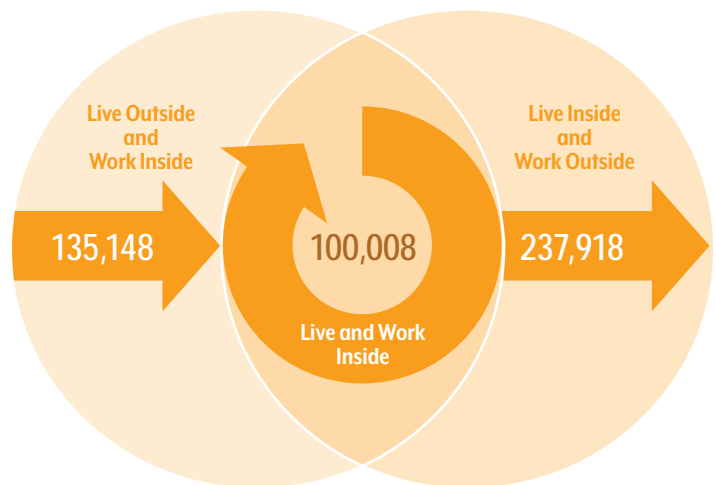 Live Outside
and
Work Inside
135,148
100,008
Live and Work
Inside
Live Inside
and
Work Outside
237,918